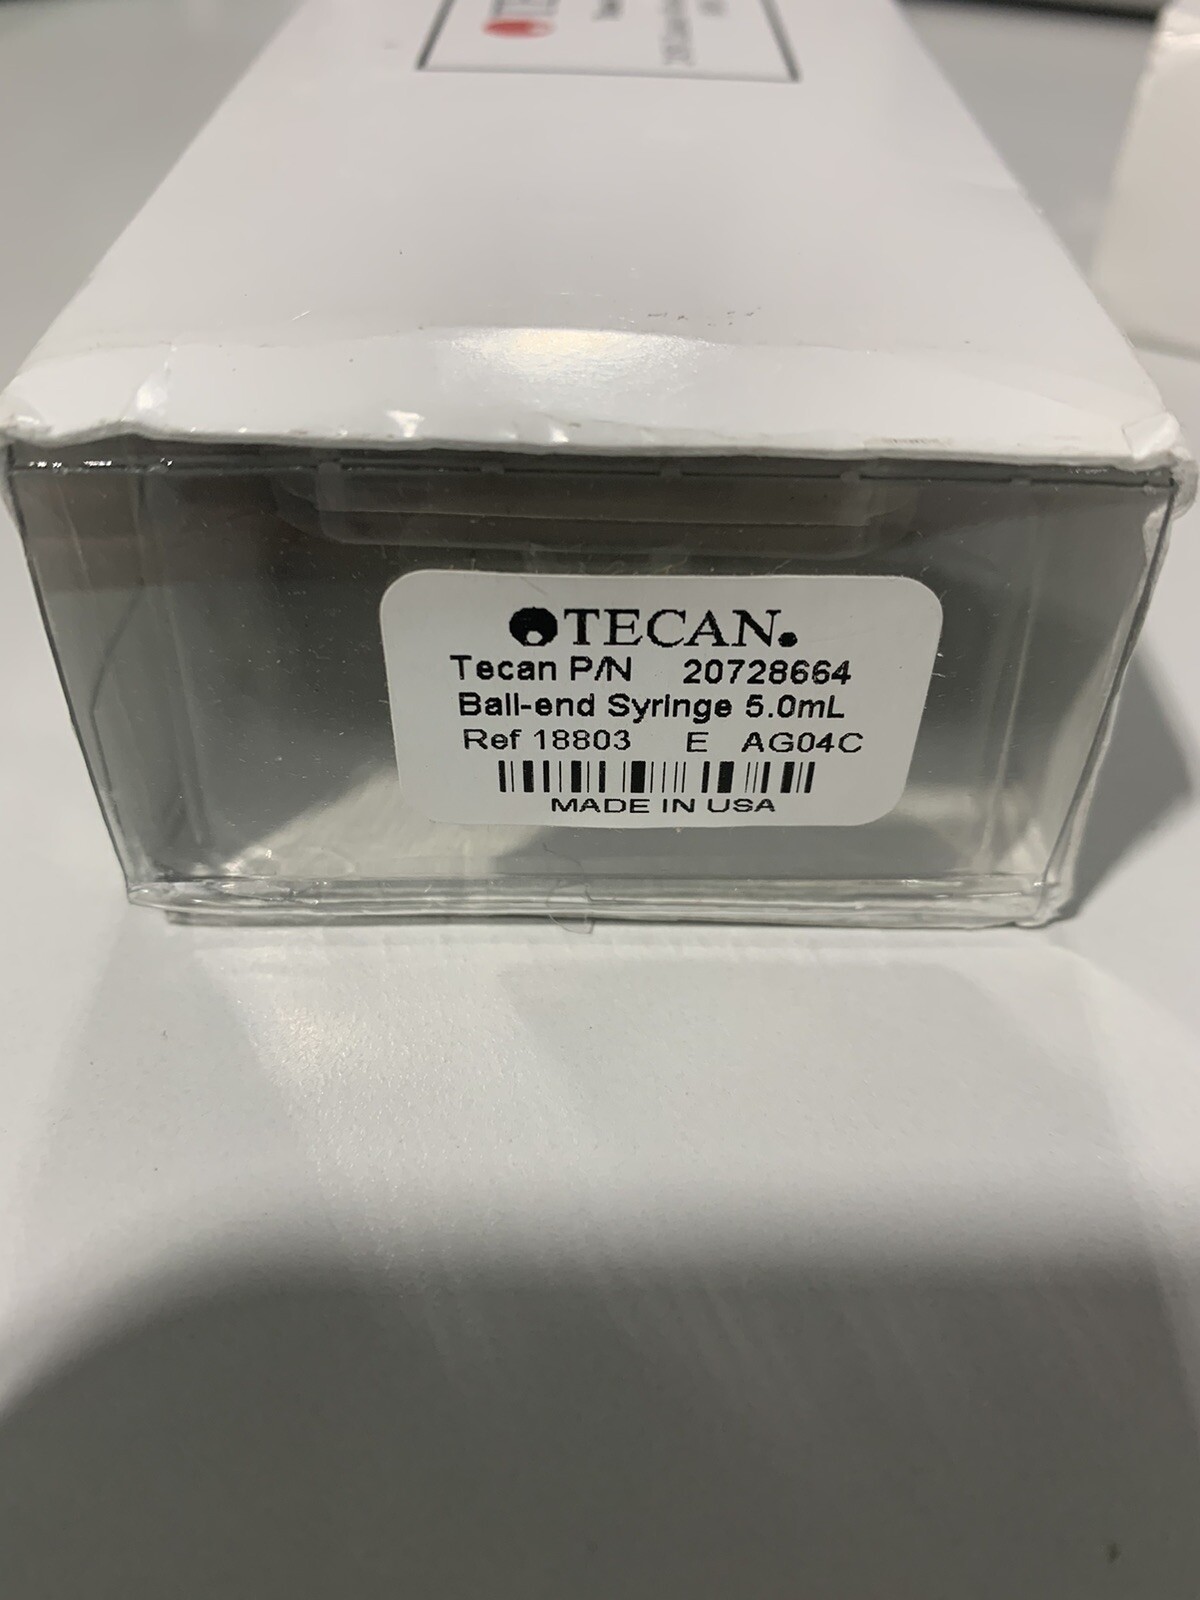 TECAN.
Tecan P/N 20728664
Ball-end Syringe 5.0mL
Ref 18803 E AG04C
MADE IN USA